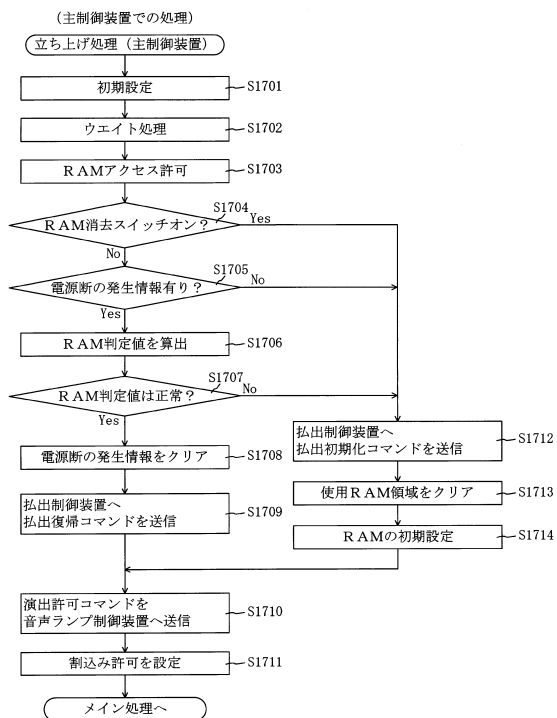 (主制御装置での処理)
立ち上げ処理(主制御装置)
初期設定
S1701
ウエイト処理
S1702
RAMアクセス許可
S1703
RAM消去スイッチオン?
S1704
Yes
No
電源断の発生情報有り?
S1705
No
Yes
RAM判定値を算出
S1706
RAM判定値は正常?
S1707
No
Yes
電源断の発生情報をクリア
S1708
払出制御装置へ
払出復帰コマンドを送信
S1709
払出制御装置へ
払出初期化コマンドを送信
S1712
使用RAM領域をクリア
S1713
RAMの初期設定
S1714
演出許可コマンドを
音声ランプ制御装置へ送信
S1710
割込み許可を設定
S1711
メイン処理へ